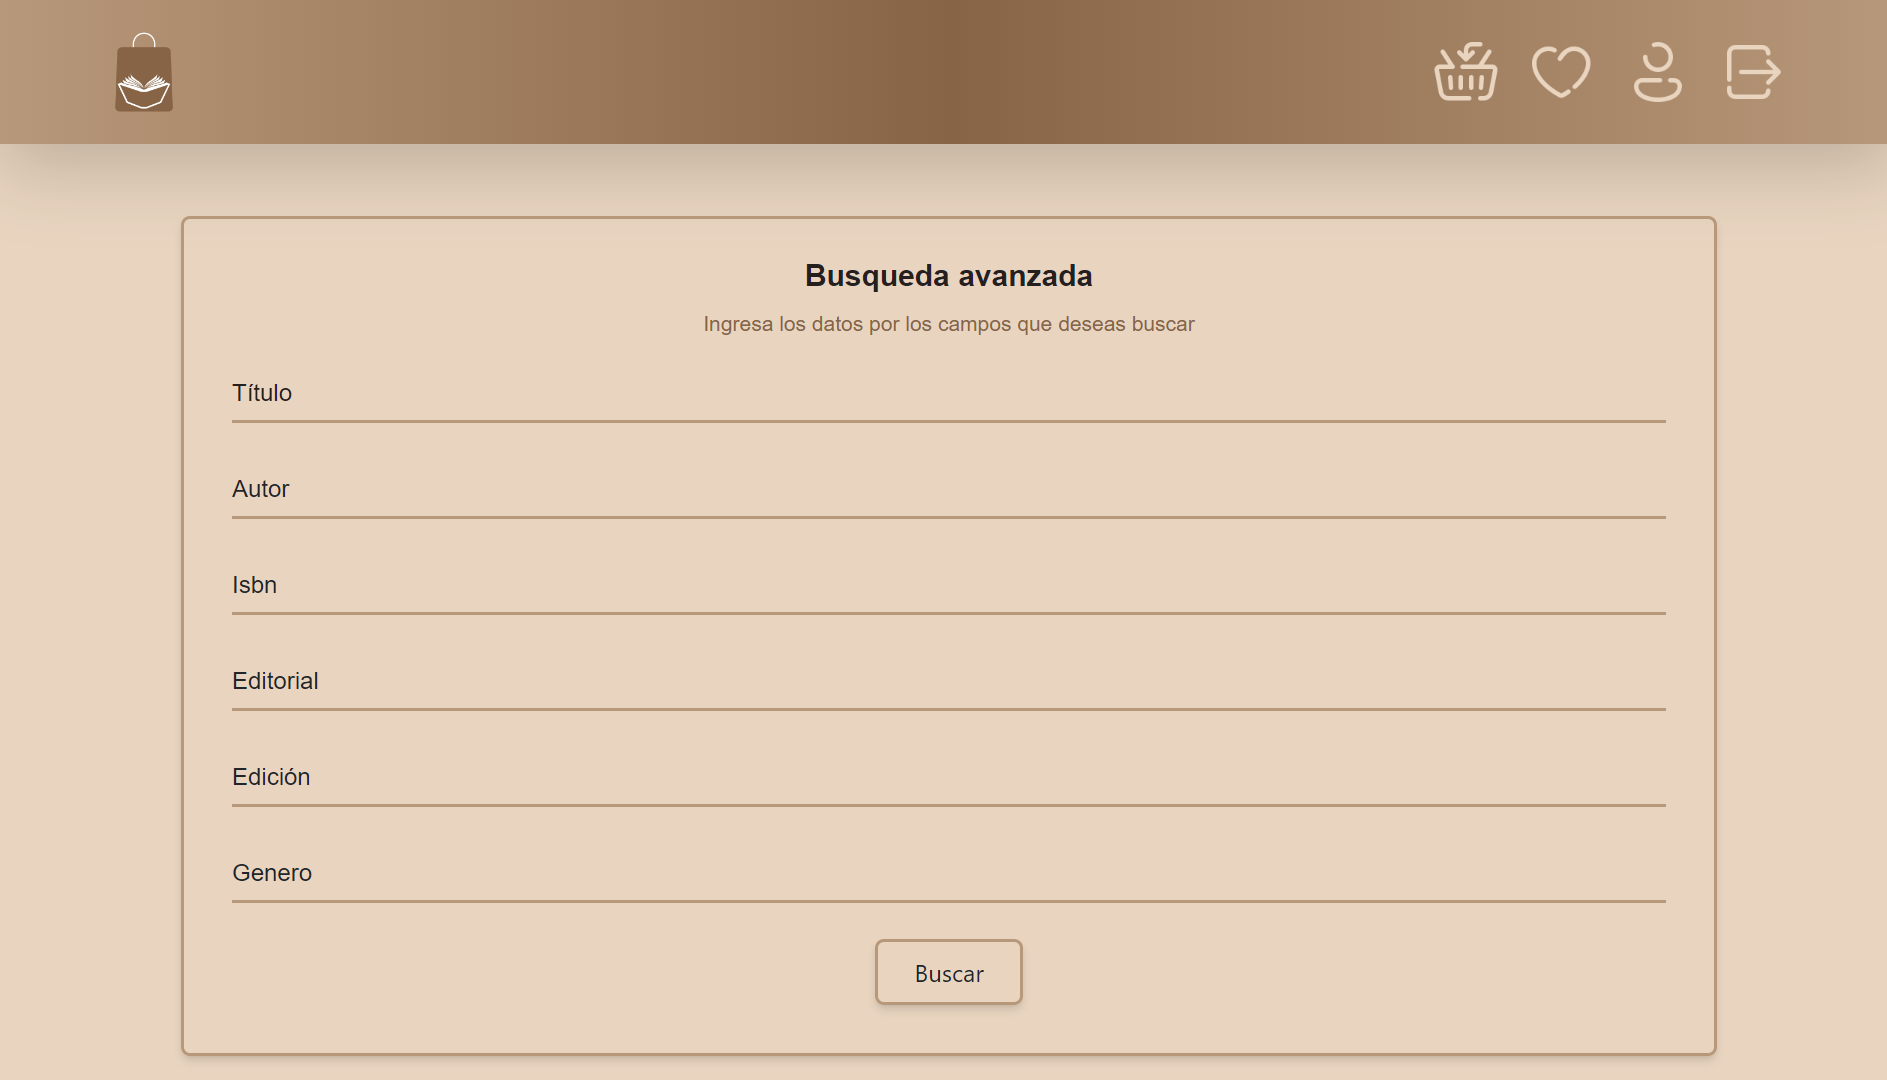 Busqueda avanzada
Ingresa los datos por los campos que deseas buscar
Título
Autor
Isbn
Editorial
Edición
Genero
Buscar